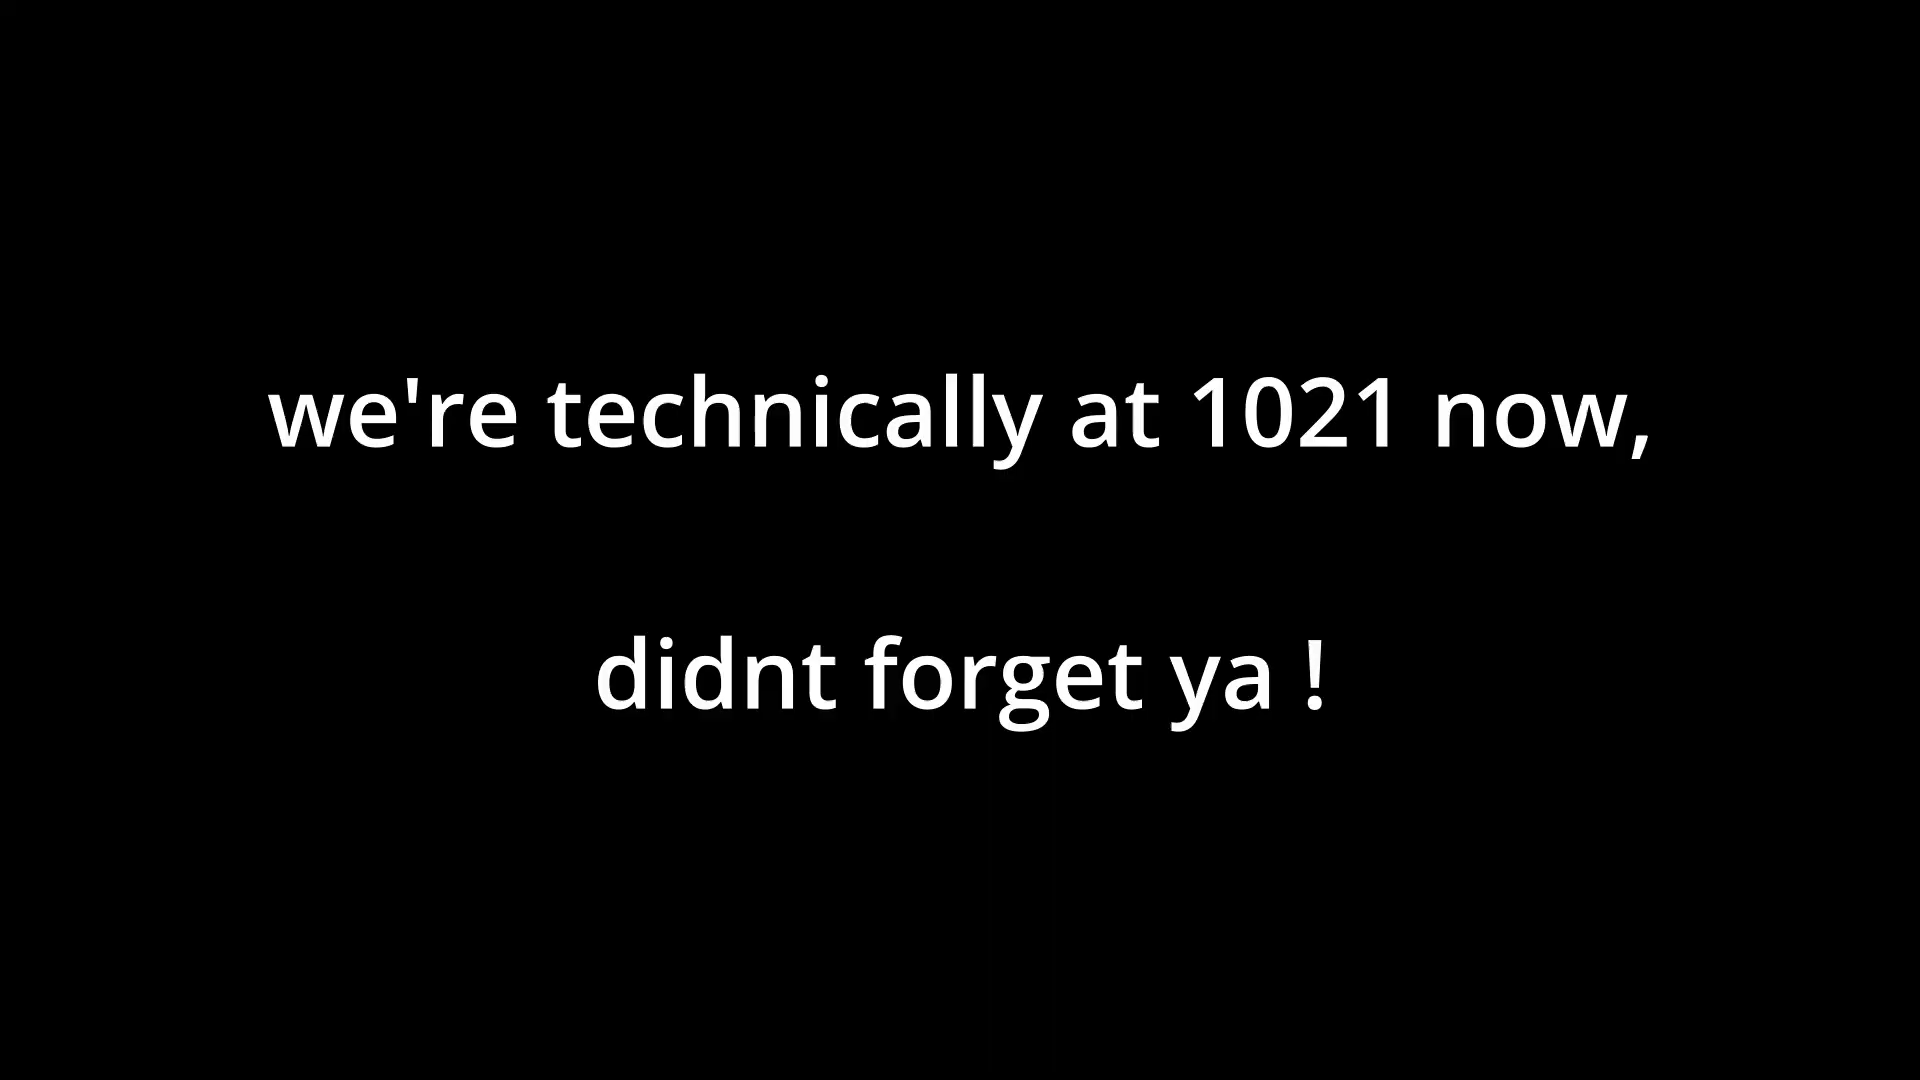 we're technically at 1021 now,
didnt forget ya !